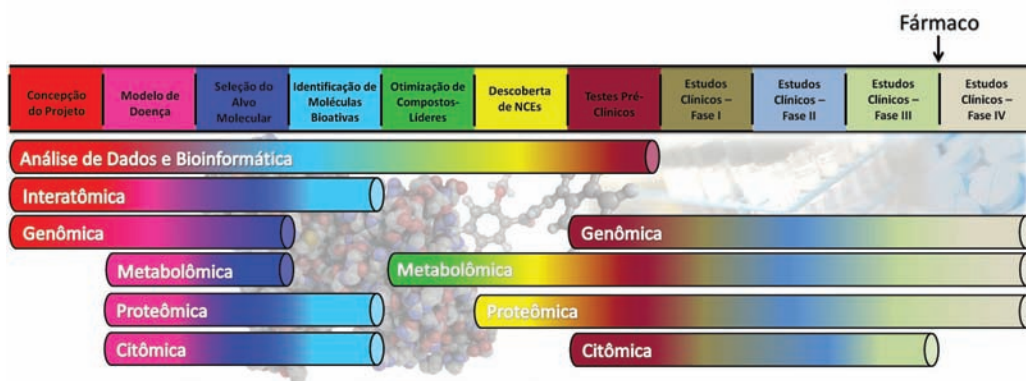 Fármaco
Concepção
do Projeto
Modelo de
Doença
Seleção do
Alvo
Molecular
Identificação
de Moléculas
Bioativas
Otimização de
Compostos-
Líderes
Descoberta
de NCEs
Testes Pré-
Clínicos
Estudos
Clínicos –
Fase I
Estudos
Clínicos –
Fase II
Estudos
Clínicos –
Fase III
Estudos
Clínicos –
Fase IV
Análise de Dados e Bioinformática
Interatômica
Genômica
Genômica
Metabolômica
Metabolômica
Proteômica
Proteômica
Citômica
Citômica